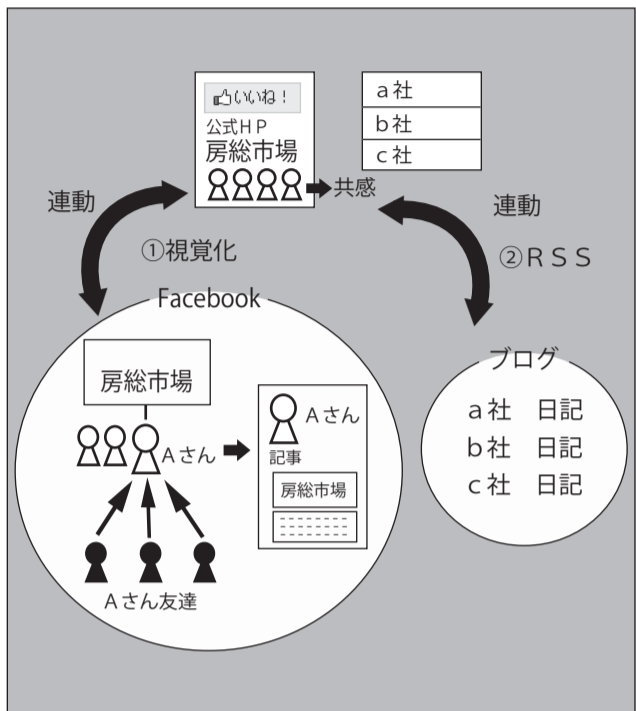 いいね！
公式ＨＰ
房総市場
共感
ａ社
ｂ社
ｃ社
連動
①視覚化
連動
②ＲＳＳ
Facebook
房総市場
Ａさん
Ａさん友達
Ａさん
記事
房総市場
ブログ
ａ社　日記
ｂ社　日記
ｃ社　日記